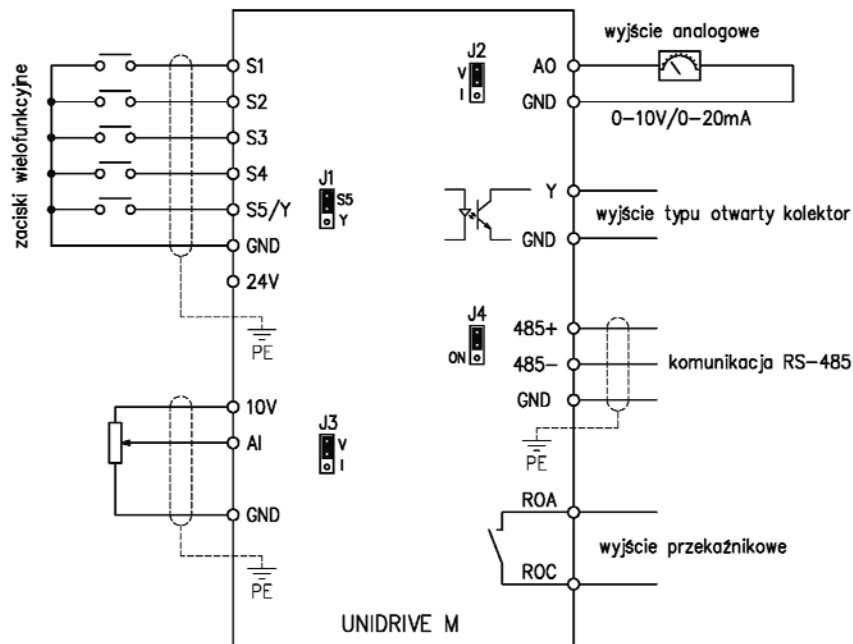 zaciski wielofunkcyjne
S1
S2
S3
S4
S5/Y
GND
24V
PE
J1
S5
Y
10V
AI
GND
PE
J3
V
I
J2
V
I
AO
GND
wyjście analogowe
0-10V/0-20mA
Y
GND
wyjście typu otwarty kolektor
J4
ON
485+
485-
GND
PE
komunikacja RS-485
ROA
ROC
wyjście przekaźnikowe
UNIDRIVE M